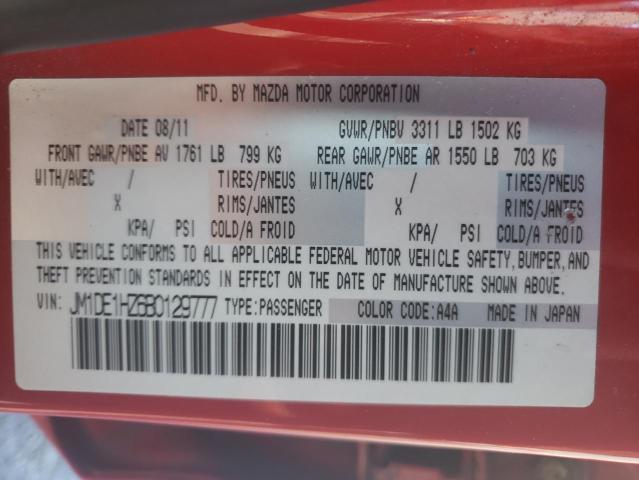 MFD. BY MAZDA MOTOR CORPORATION
DATE 08/11 GVWR/PNBV 3311 LB 1502 KG
FRONT GAWR/PNBE AV 1761 LB 799 KG REAR GAWR/PNBE AR 1550 LB 703 KG
WITH/AVEC / TIRES/PNEUS WITH/AVEC / TIRES/PNEUS
X RIMS/JANTES X RIMS/JANTES
KPA/ PSI COLD/A FROID KPA/ PSI COLD/A FROID
THIS VEHICLE CONFORMS TO ALL APPLICABLE FEDERAL MOTOR VEHICLE SAFETY, BUMPER, AND
THEFT PREVENTION STANDARDS IN EFFECT ON THE DATE OF MANUFACTURE SHOWN ABOVE.
VIN: JM1DE1HZ6B0129777 TYPE:PASSENGER COLOR CODE:A4A MADE IN JAPAN